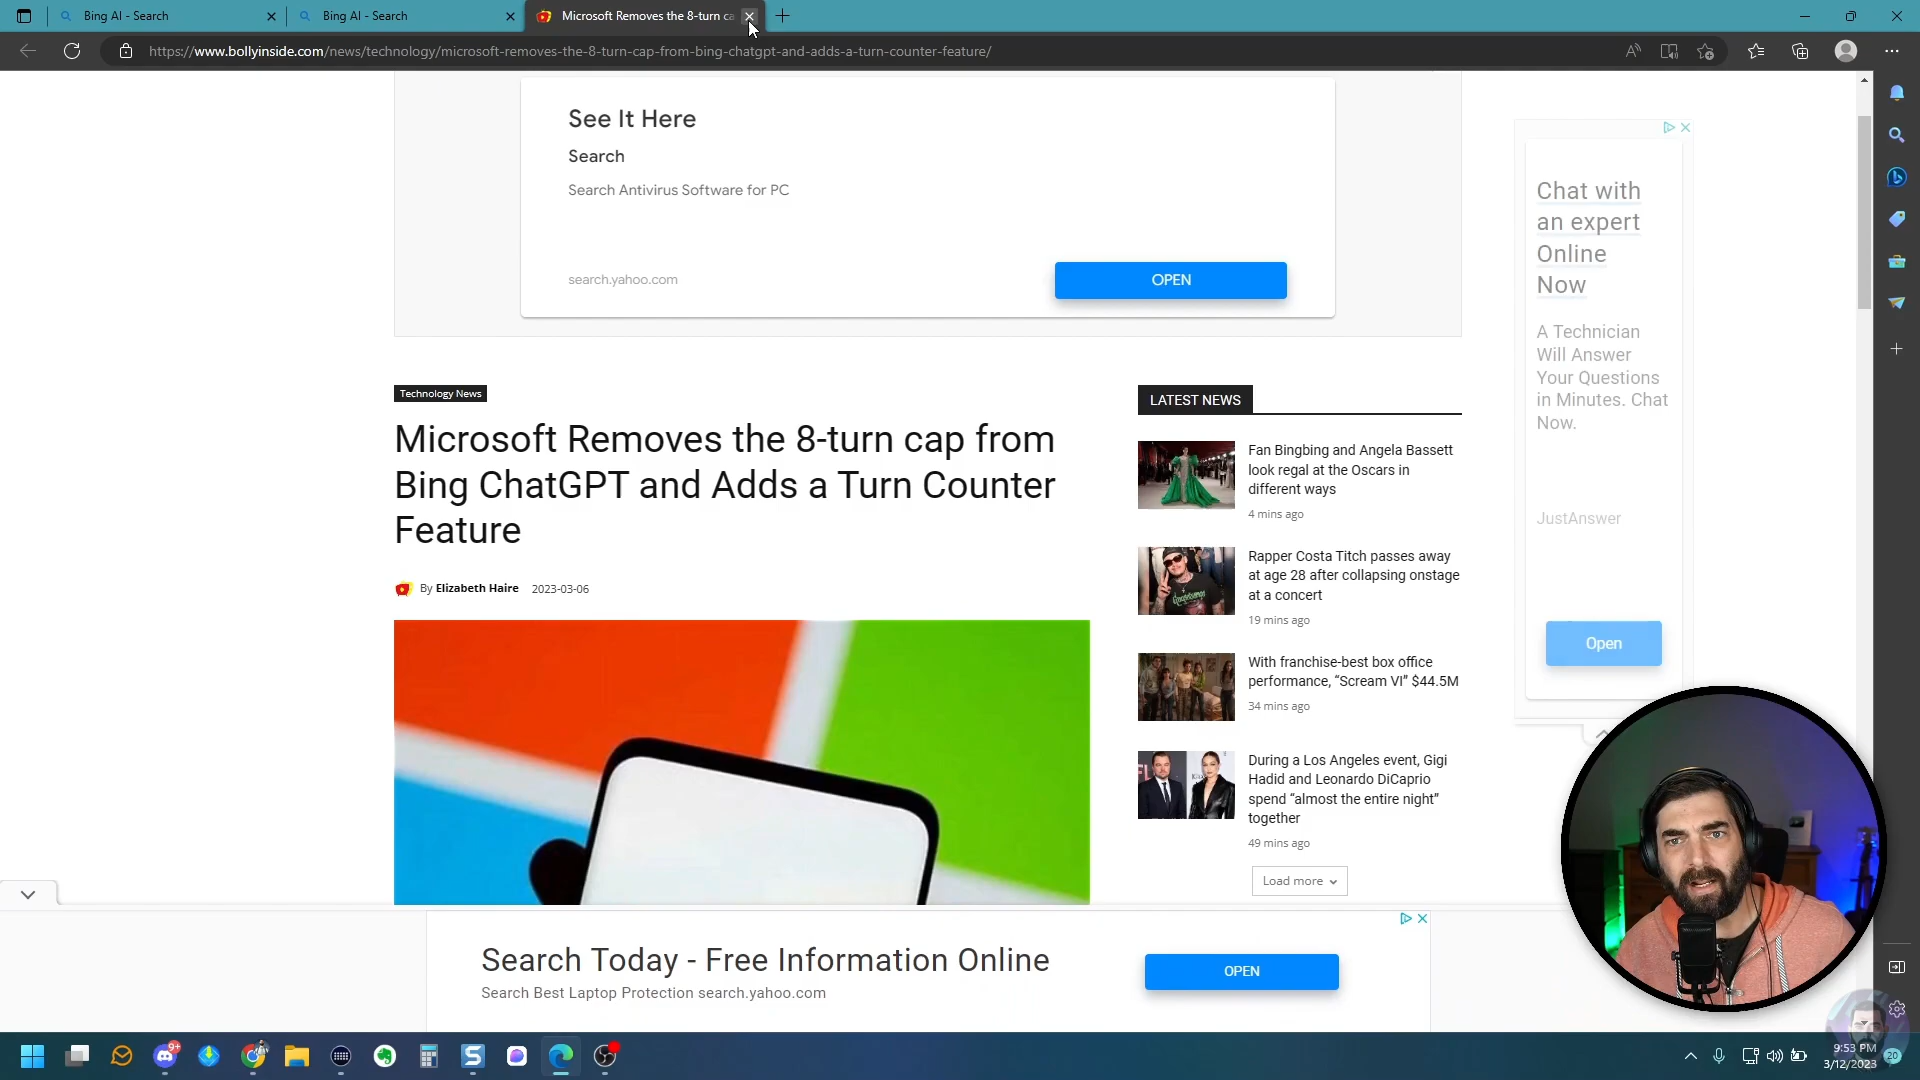 Bing AI - Search
Bing AI - Search
Microsoft Removes the 8-turn ca
https://www.bollyinside.com/news/technology/microsoft-removes-the-8-turn-cap-from-bing-chatgpt-and-adds-a-turn-counter-feature/
See It Here
Search
Search Antivirus Software for PC
search.yahoo.com
OPEN
Chat with
an expert
Online
Now
A Technician
Will Answer
Your Questions
in Minutes. Chat
Now.
JustAnswer
Open
Technology News
Microsoft Removes the 8-turn cap from
Bing ChatGPT and Adds a Turn Counter
Feature
By Elizabeth Haire 2023-03-06
LATEST NEWS
Fan Bingbing and Angela Bassett
look regal at the Oscars in
different ways
4 mins ago
Rapper Costa Titch passes away
at age 28 after collapsing onstage
at a concert
19 mins ago
With franchise-best box office
performance, “Scream VI” $44.5M
34 mins ago
During a Los Angeles event, Gigi
Hadid and Leonardo DiCaprio
spend “almost the entire night”
together
49 mins ago
Load more
Search Today - Free Information Online
Search Best Laptop Protection search.yahoo.com
OPEN
9+
9:53 PM
3/12/2023
20